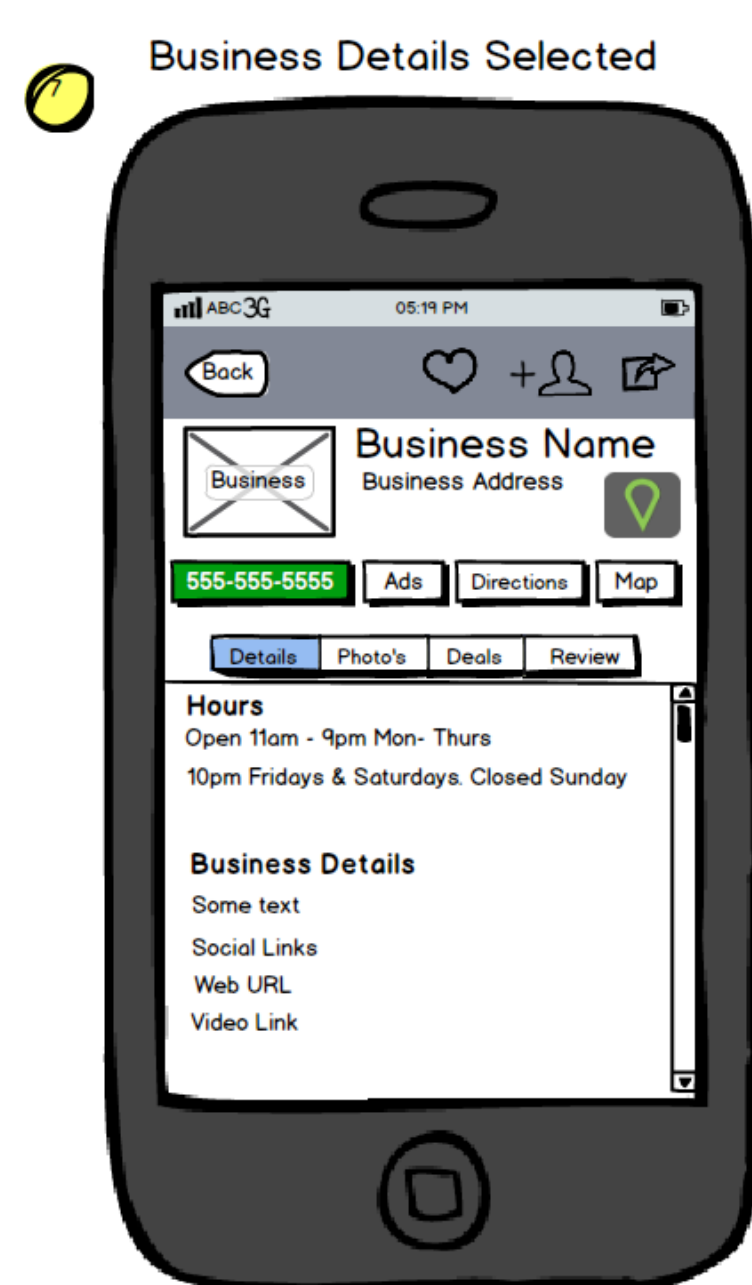 Business Details Selected
ABC 3G 05:19 PM
Back
Business
Business Name
Business Address
555-555-5555 Ads Directions Map
Details Photo's Deals Review
Hours
Open 11am - 9pm Mon- Thurs
10pm Fridays & Saturdays. Closed Sunday
Business Details
Some text
Social Links
Web URL
Video Link